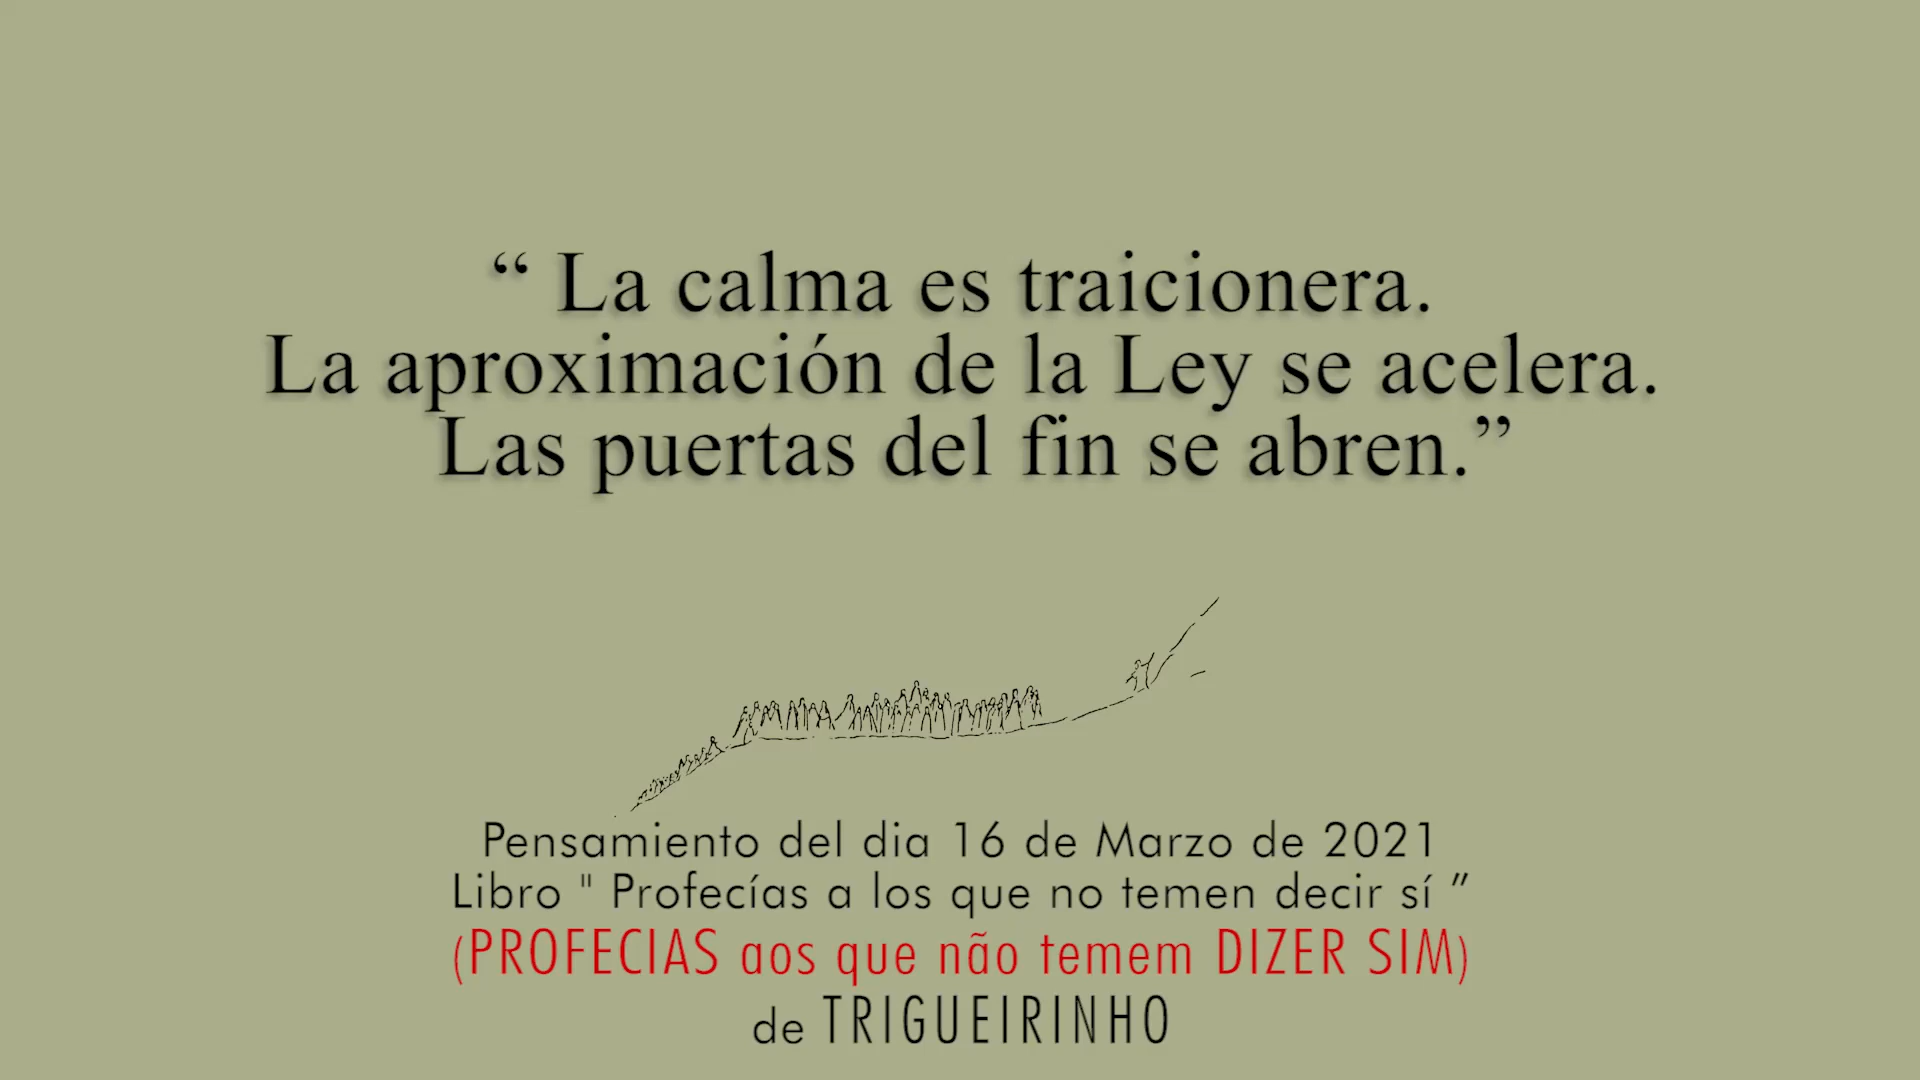 “ La calma es traicionera.
La aproximación de la Ley se acelera.
Las puertas del fin se abren.”
Pensamiento del dia 16 de Marzo de 2021
Libro " Profecías a los que no temen decir sí ”
(PROFECIAS aos que não temem DIZER SIM)
de TRIGUEIRINHO